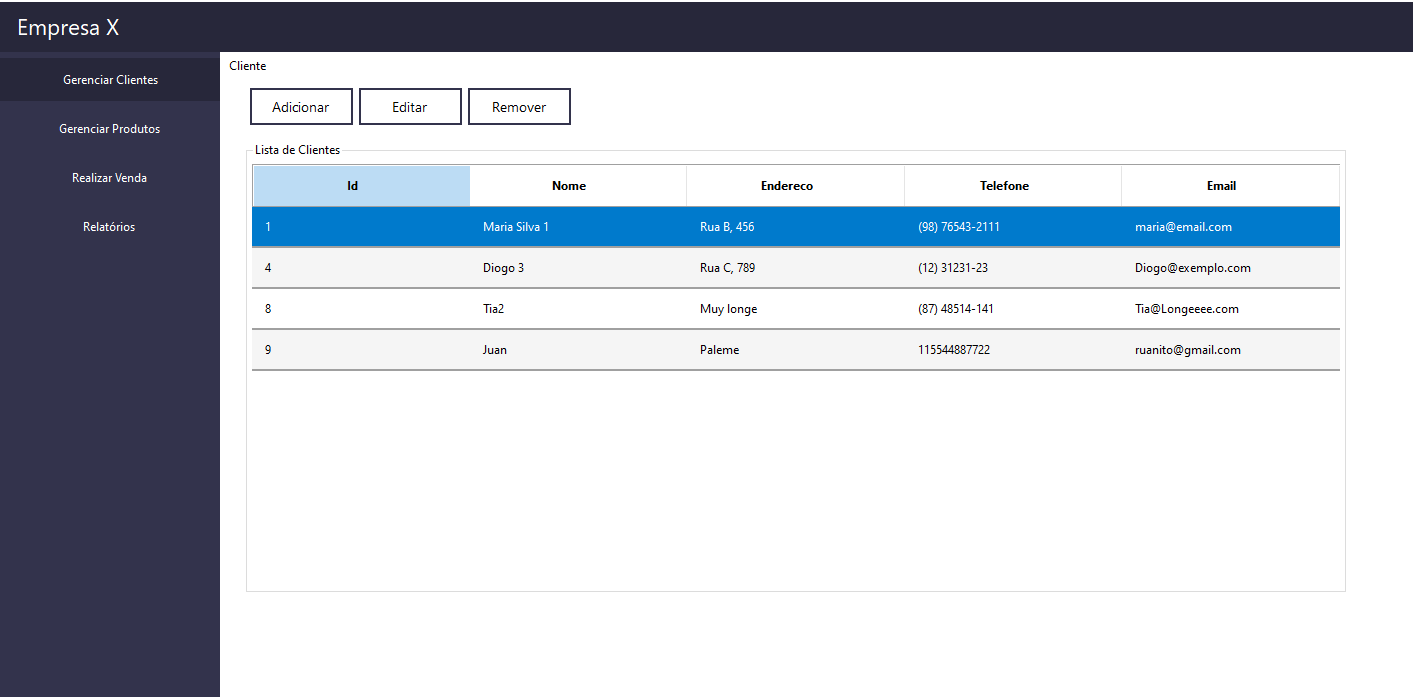 Empresa X
Gerenciar Clientes
Gerenciar Produtos
Realizar Venda
Relatórios
Cliente
Adicionar Editar Remover
Lista de Clientes
Id Nome Endereco Telefone Email
1 Maria Silva 1 Rua B, 456 (98) 76543-2111 maria@email.com
4 Diogo 3 Rua C, 789 (12) 31231-23 Diogo@exemplo.com
8 Tia2 Muy longe (87) 48514-141 Tia@Longeeee.com
9 Juan Paleme 115544887722 ruanito@gmail.com